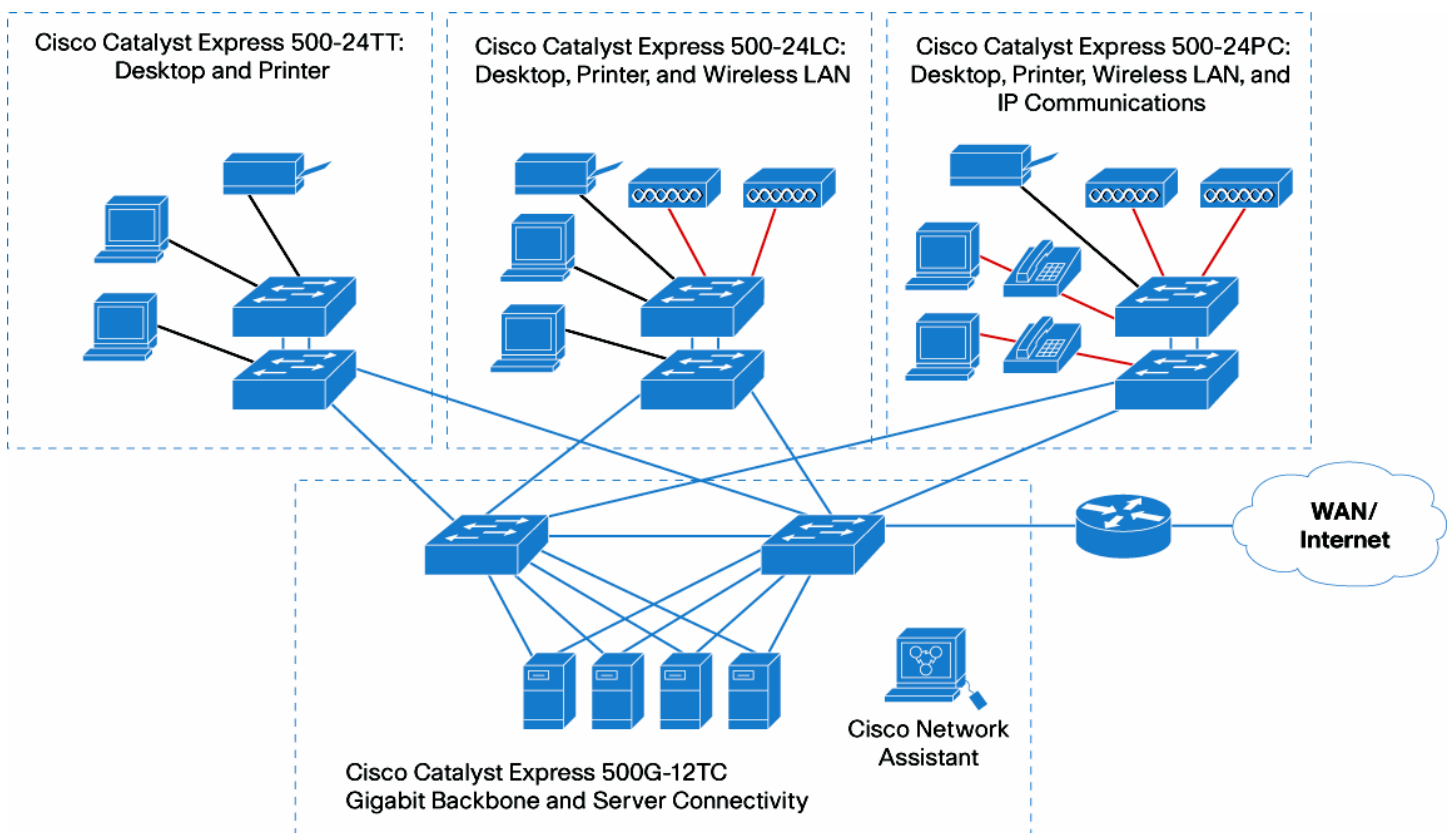 Cisco Catalyst Express 500-24TT:
Desktop and Printer
Cisco Catalyst Express 500-24LC:
Desktop, Printer, and Wireless LAN
Cisco Catalyst Express 500-24PC:
Desktop, Printer, Wireless LAN, and
IP Communications
WAN/
Internet
Cisco Network
Assistant
Cisco Catalyst Express 500G-12TC
Gigabit Backbone and Server Connectivity